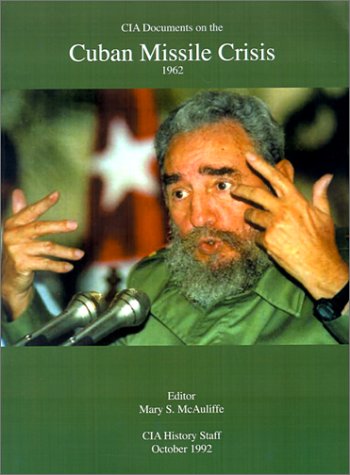 CIA Documents on the
Cuban Missile Crisis
1962
Editor
Mary S. McAuliffe
CIA History Staff
October 1992